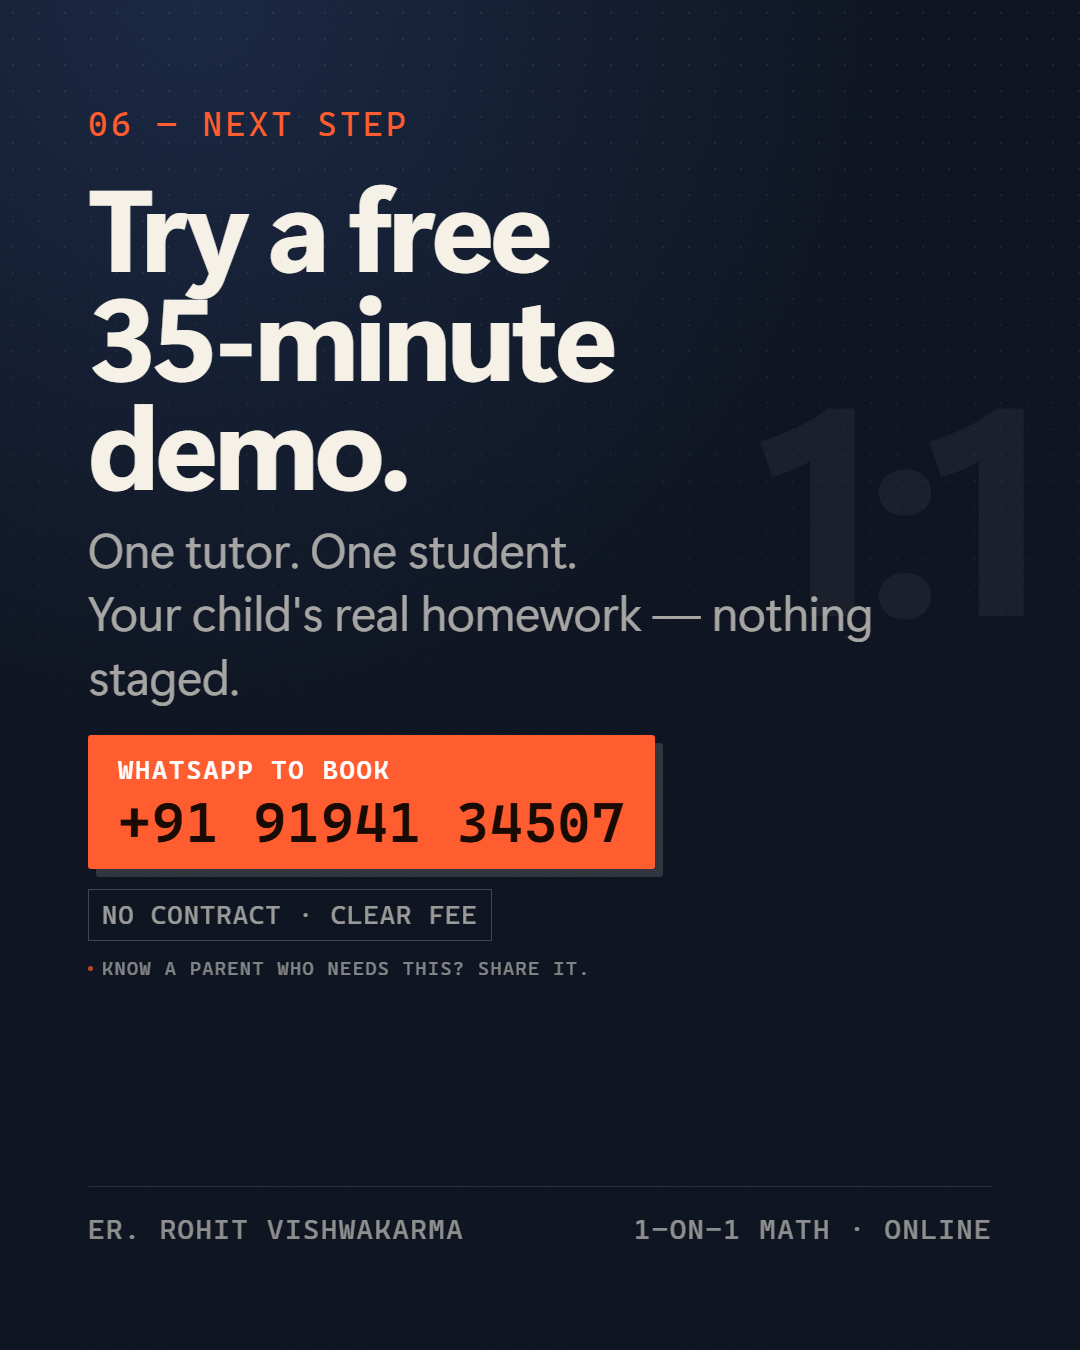 06 — NEXT STEP
Try a free
35-minute
demo.
1:1
One tutor. One student.
Your child's real homework — nothing
staged.
WHATSAPP TO BOOK
+91 91941 34507
NO CONTRACT · CLEAR FEE
• KNOW A PARENT WHO NEEDS THIS? SHARE IT.
ER. ROHIT VISHWAKARMA
1-ON-1 MATH · ONLINE